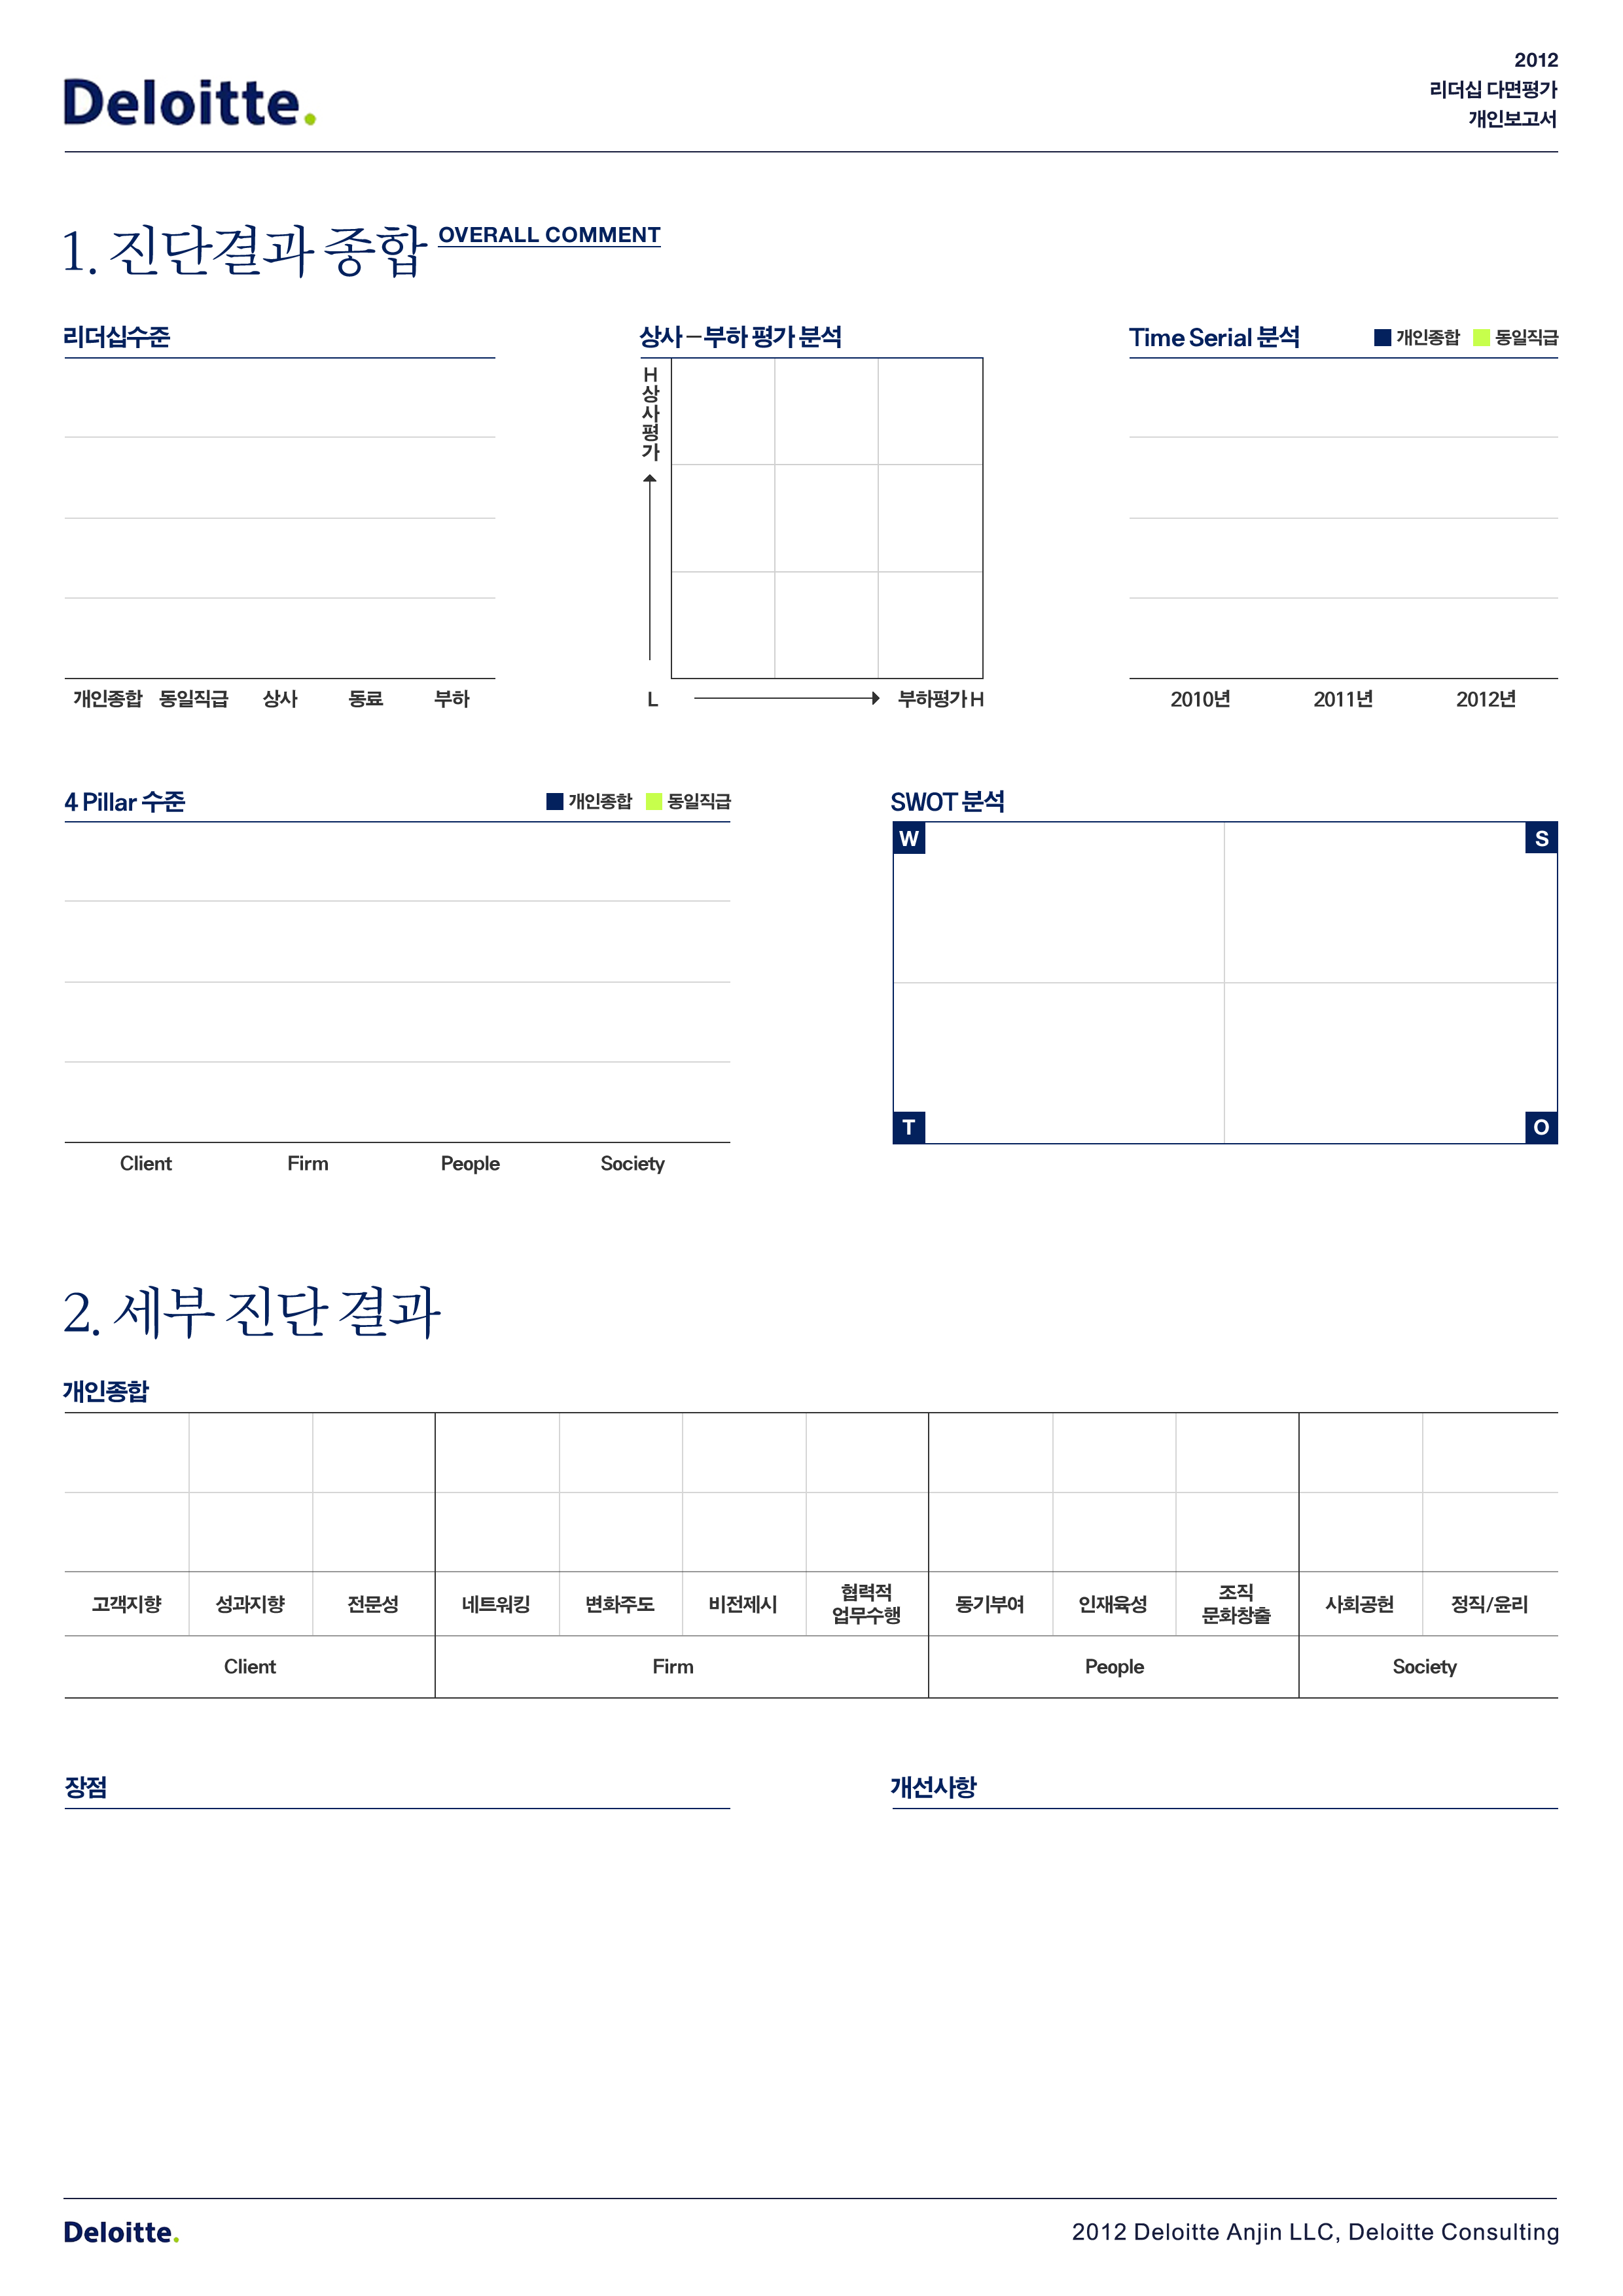 Deloitte.
2012
리더십 다면평가
개인보고서
1. 진단결과 종합 OVERALL COMMENT
리더십수준
개인종합 동일직급 상사 동료 부하
상사－부하 평가 분석
H 상사평가
L 부하평가 H
Time Serial 분석 개인종합 동일직급
2010년 2011년 2012년
4 Pillar 수준 개인종합 동일직급
Client Firm People Society
SWOT 분석
W S
T O
2. 세부 진단 결과
개인종합
고객지향 성과지향 전문성 네트워킹 변화주도 비전제시 협력적 업무수행 동기부여 인재육성 조직 문화창출 사회공헌 정직/윤리
Client Firm People Society
장점
개선사항
Deloitte.
2012 Deloitte Anjin LLC, Deloitte Consulting